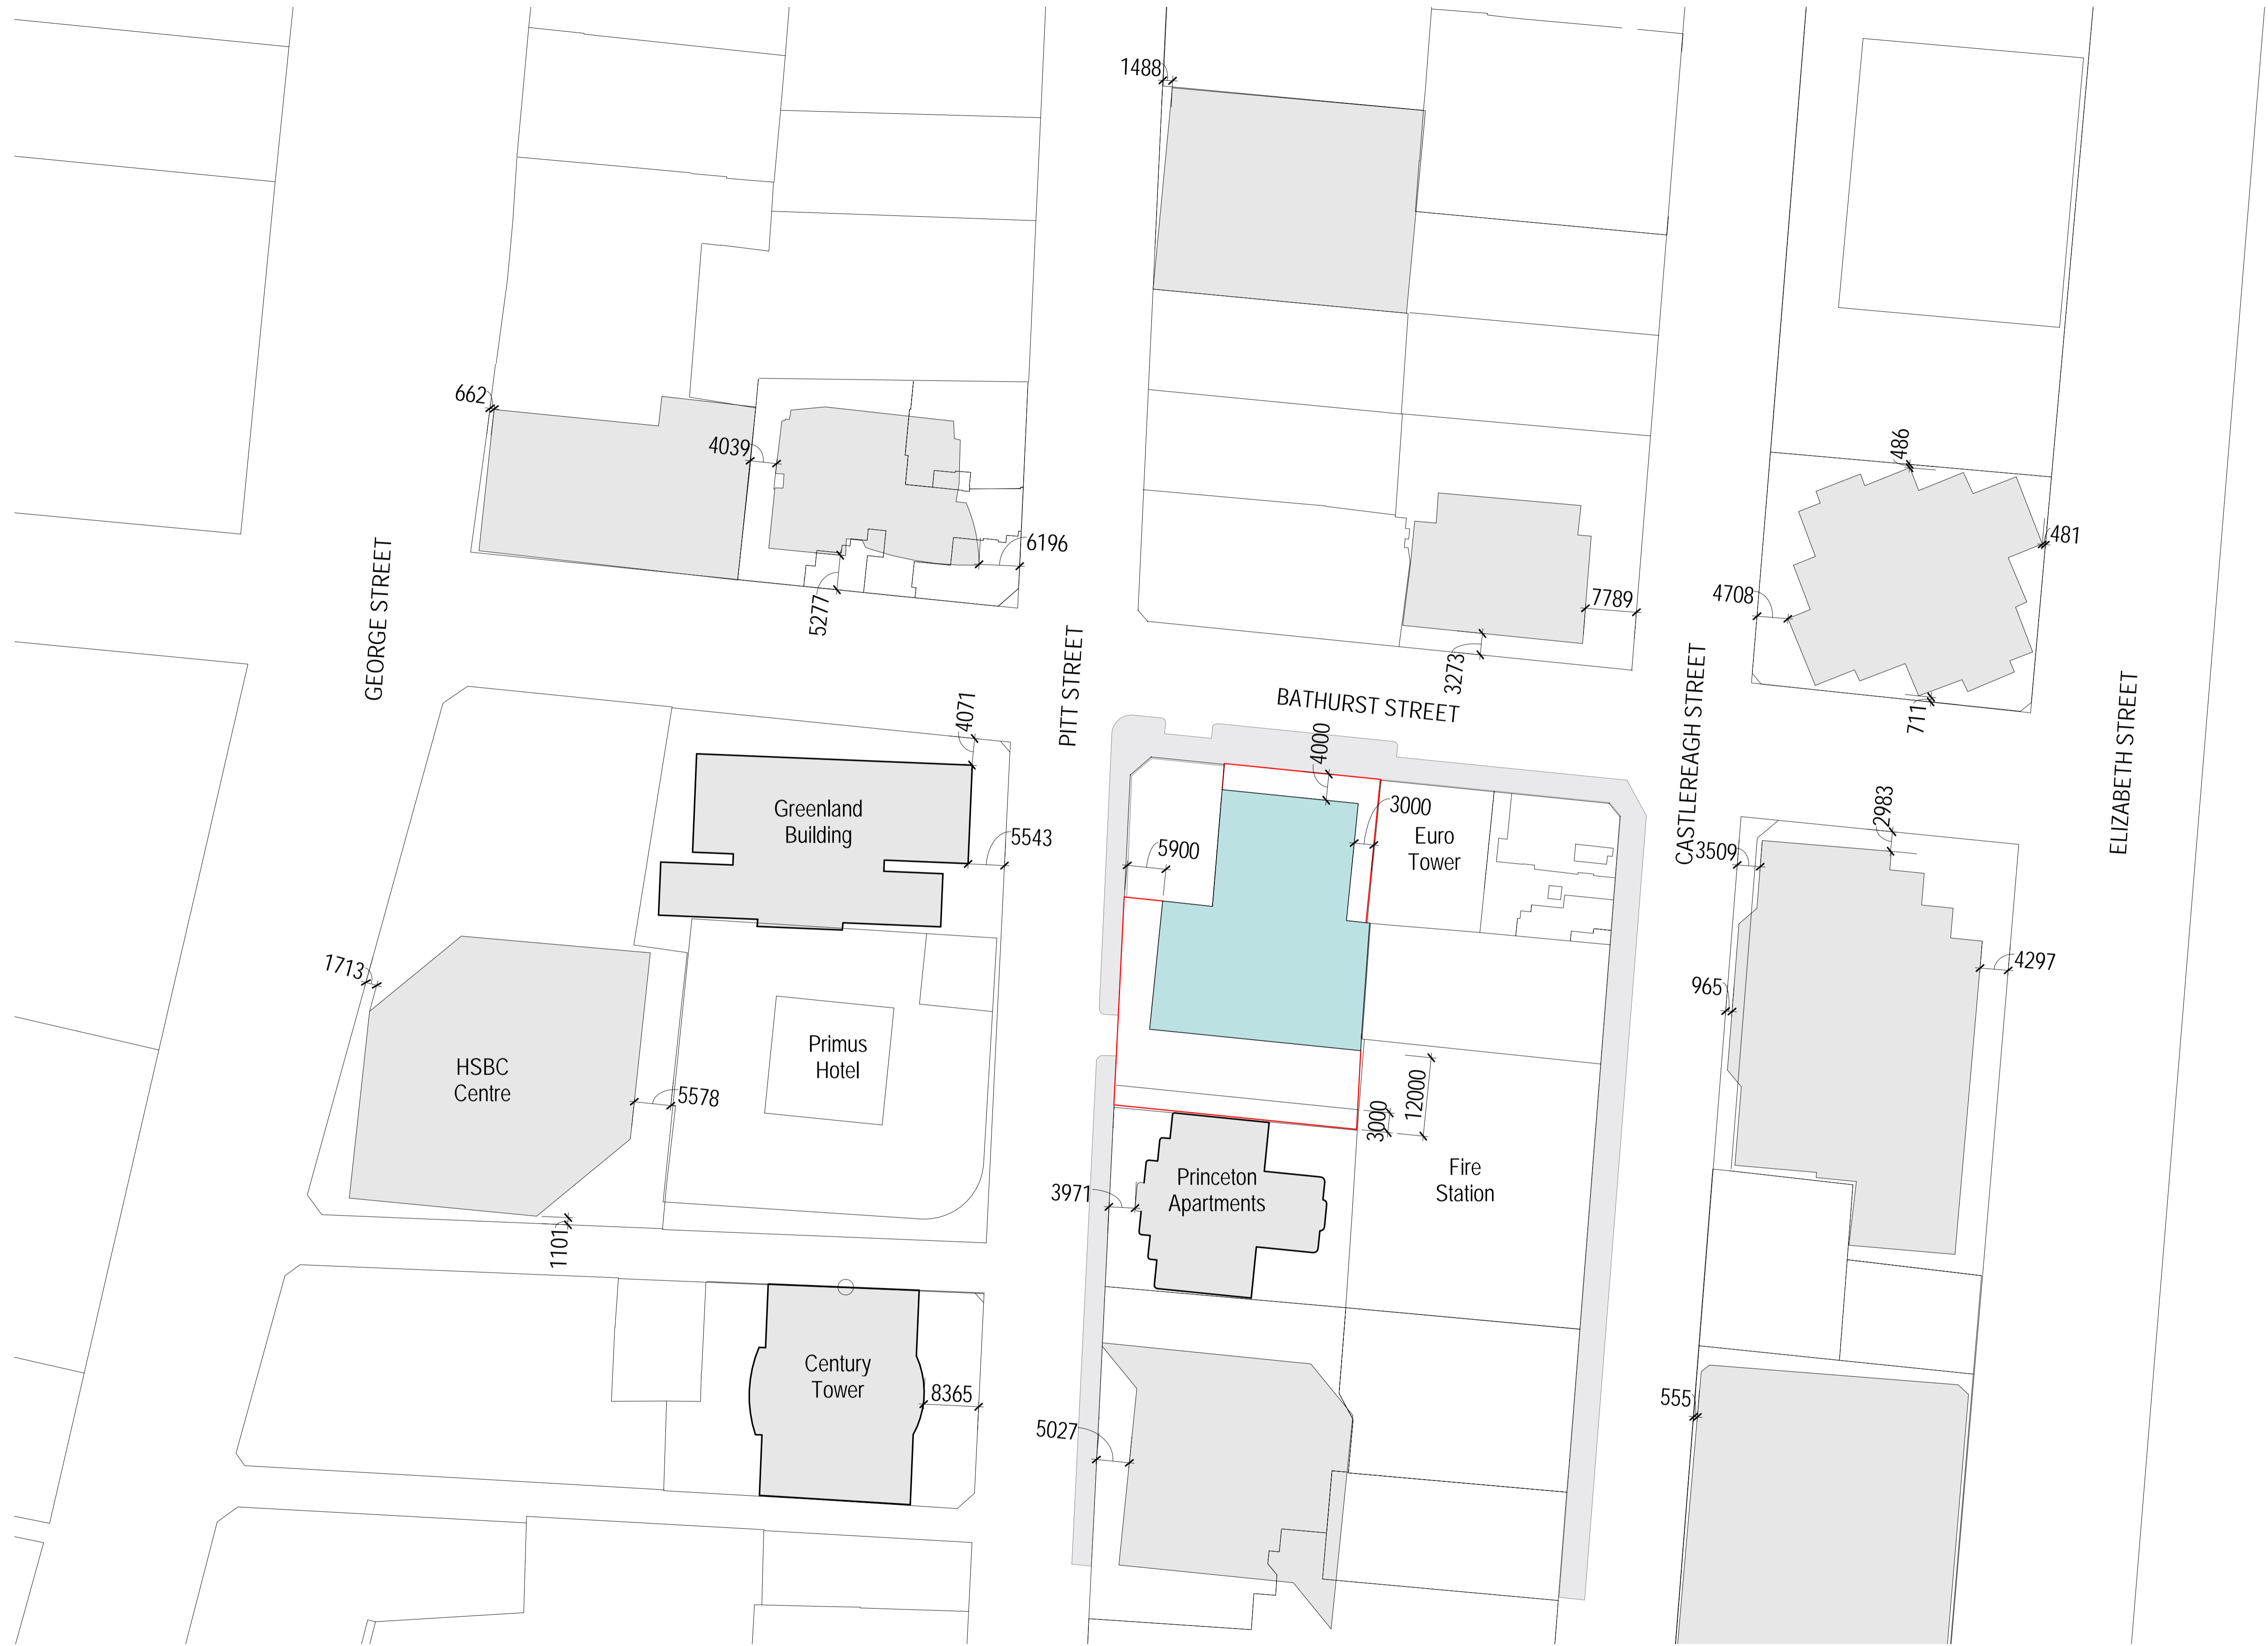 1488
662
4039
6196
5277
7789
3273
486
481
4708
711
GEORGE STREET
PITT STREET
BATHURST STREET
CASTLEREAGH STREET
ELIZABETH STREET
4071
Greenland
Building
5543
4000
3000
5900
Euro
Tower
2983
3509
4297
965
1713
HSBC
Centre
5578
Primus
Hotel
12000
3000
Princeton
Apartments
3971
Fire
Station
1101
Century
Tower
8365
5027
555